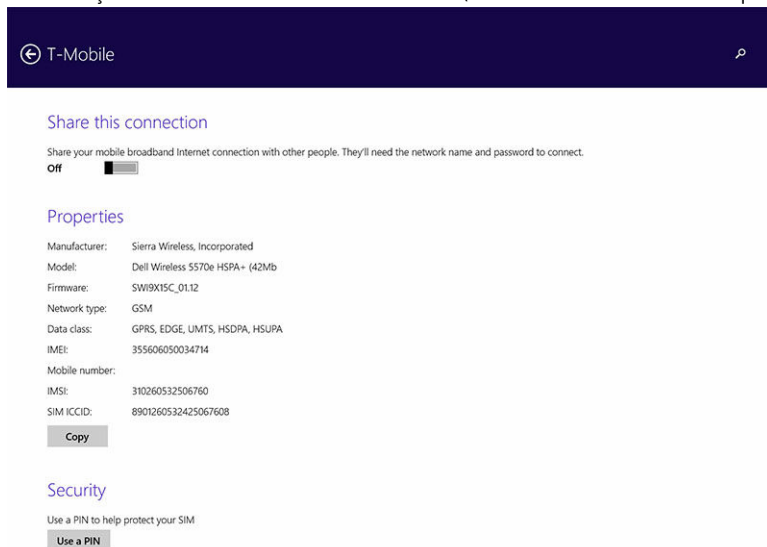 T-Mobile
Share this connection
Share your mobile broadband Internet connection with other people. They'll need the network name and password to connect.
Off
Properties
Manufacturer: Sierra Wireless, Incorporated
Model: Dell Wireless 5570e HSPA+ (42Mb
Firmware: SWI9X15C_01.12
Network type: GSM
Data class: GPRS, EDGE, UMTS, HSDPA, HSUPA
IMEI: 355606050034714
Mobile number:
IMSI: 310260532506760
SIM ICCID: 8901260532425067608
Copy
Security
Use a PIN to help protect your SIM
Use a PIN